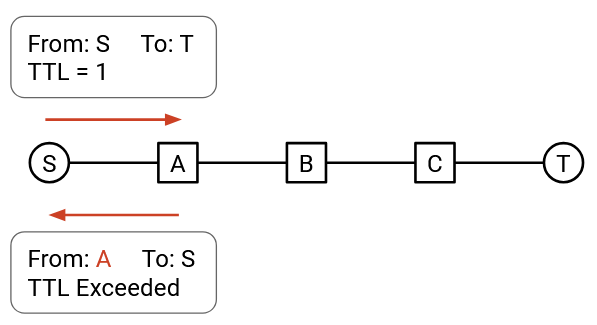 From: S To: T
TTL = 1
S A B C T
From: A To: S
TTL Exceeded